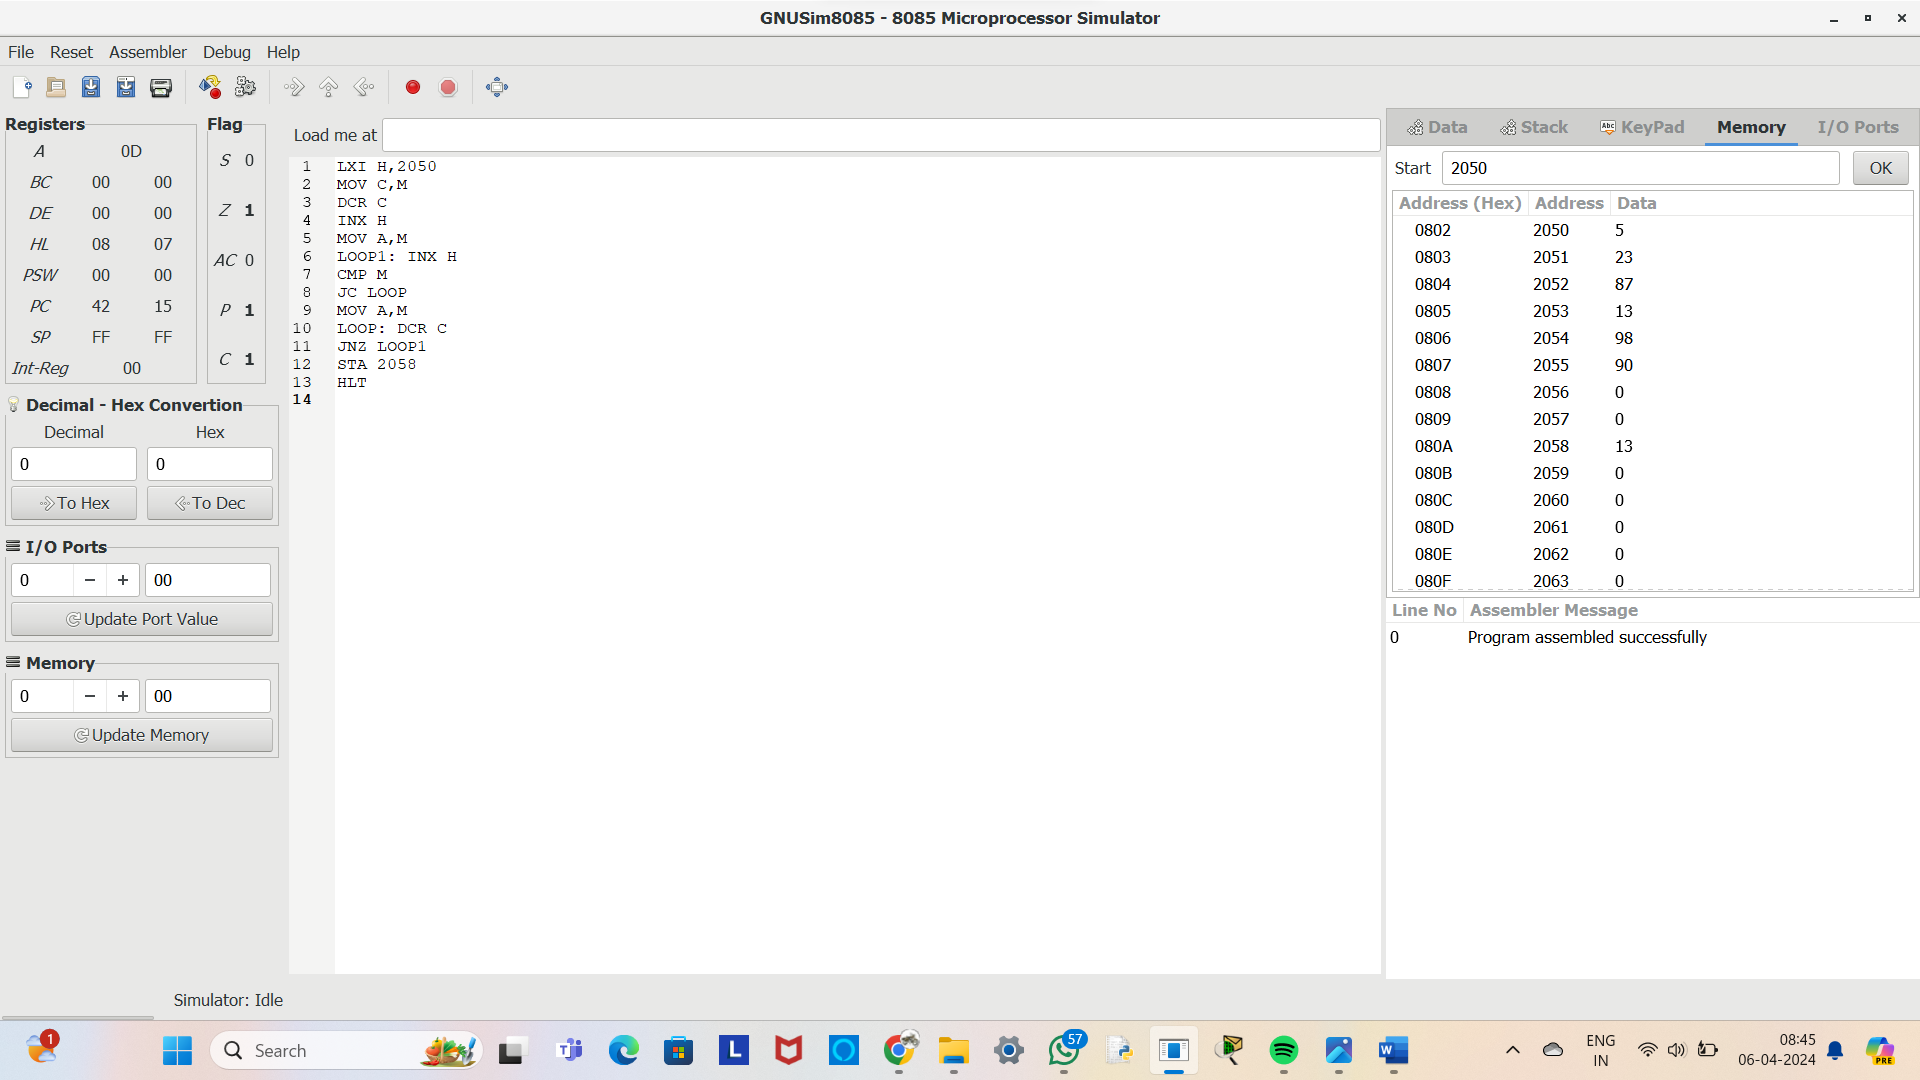 GNUSim8085 - 8085 Microprocessor Simulator
File Reset Assembler Debug Help
Registers
A 0D
BC 00 00
DE 00 00
HL 08 07
PSW 00 00
PC 42 15
SP FF FF
Int-Reg 00
Flag
S 0
Z 1
AC 0
P 1
C 1
Decimal - Hex Convertion
Decimal Hex
0 0
To Hex To Dec
I/O Ports
0 − + 00
Update Port Value
Memory
0 − + 00
Update Memory
Load me at
1 LXI H,2050
2 MOV C,M
3 DCR C
4 INX H
5 MOV A,M
6 LOOP1: INX H
7 CMP M
8 JC LOOP
9 MOV A,M
10 LOOP: DCR C
11 JNZ LOOP1
12 STA 2058
13 HLT
14
Data Stack Abc KeyPad Memory I/O Ports
Start 2050 OK
Address (Hex) Address Data
0802 2050 5
0803 2051 23
0804 2052 87
0805 2053 13
0806 2054 98
0807 2055 90
0808 2056 0
0809 2057 0
080A 2058 13
080B 2059 0
080C 2060 0
080D 2061 0
080E 2062 0
080F 2063 0
Line No Assembler Message
0 Program assembled successfully
Simulator: Idle
1
Search
L
57
W
ENG
IN
08:45
06-04-2024
PRE